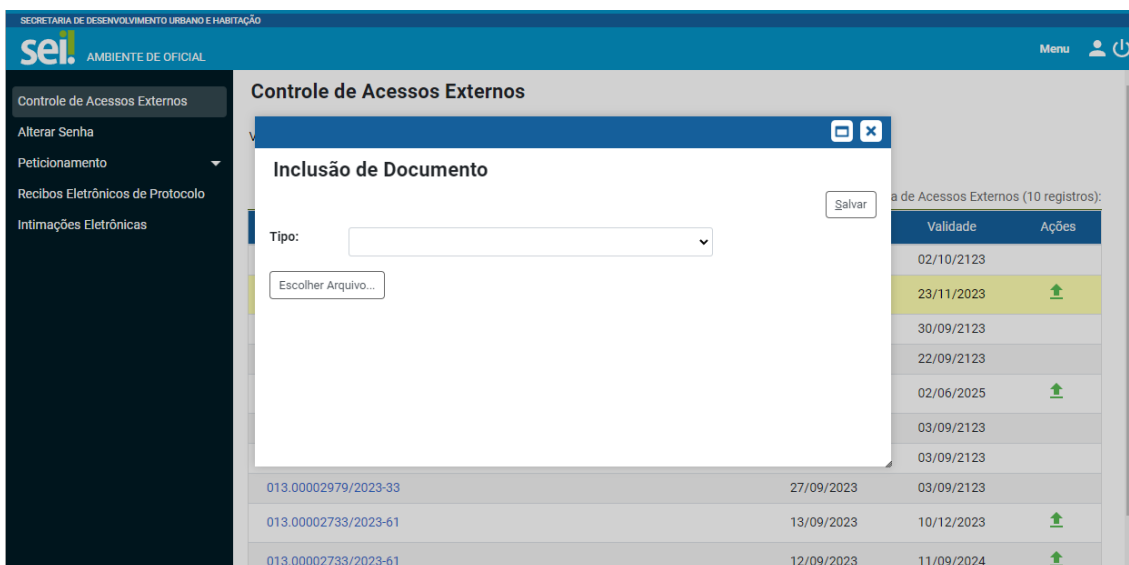 SECRETARIA DE DESENVOLVIMENTO URBANO E HABITAÇÃO
sei! AMBIENTE DE OFICIAL
Menu
Controle de Acessos Externos
Alterar Senha
Peticionamento
Recibos Eletrônicos de Protocolo
Intimações Eletrônicas
Controle de Acessos Externos
V
Inclusão de Documento
Salvar
Tipo:
Escolher Arquivo...
a de Acessos Externos (10 registros):
Validade Ações
02/10/2123
23/11/2023
30/09/2123
22/09/2123
02/06/2025
03/09/2123
03/09/2123
013.00002979/2023-33 27/09/2023 03/09/2123
013.00002733/2023-61 13/09/2023 10/12/2023
013.00002733/2023-61 12/09/2023 11/09/2024